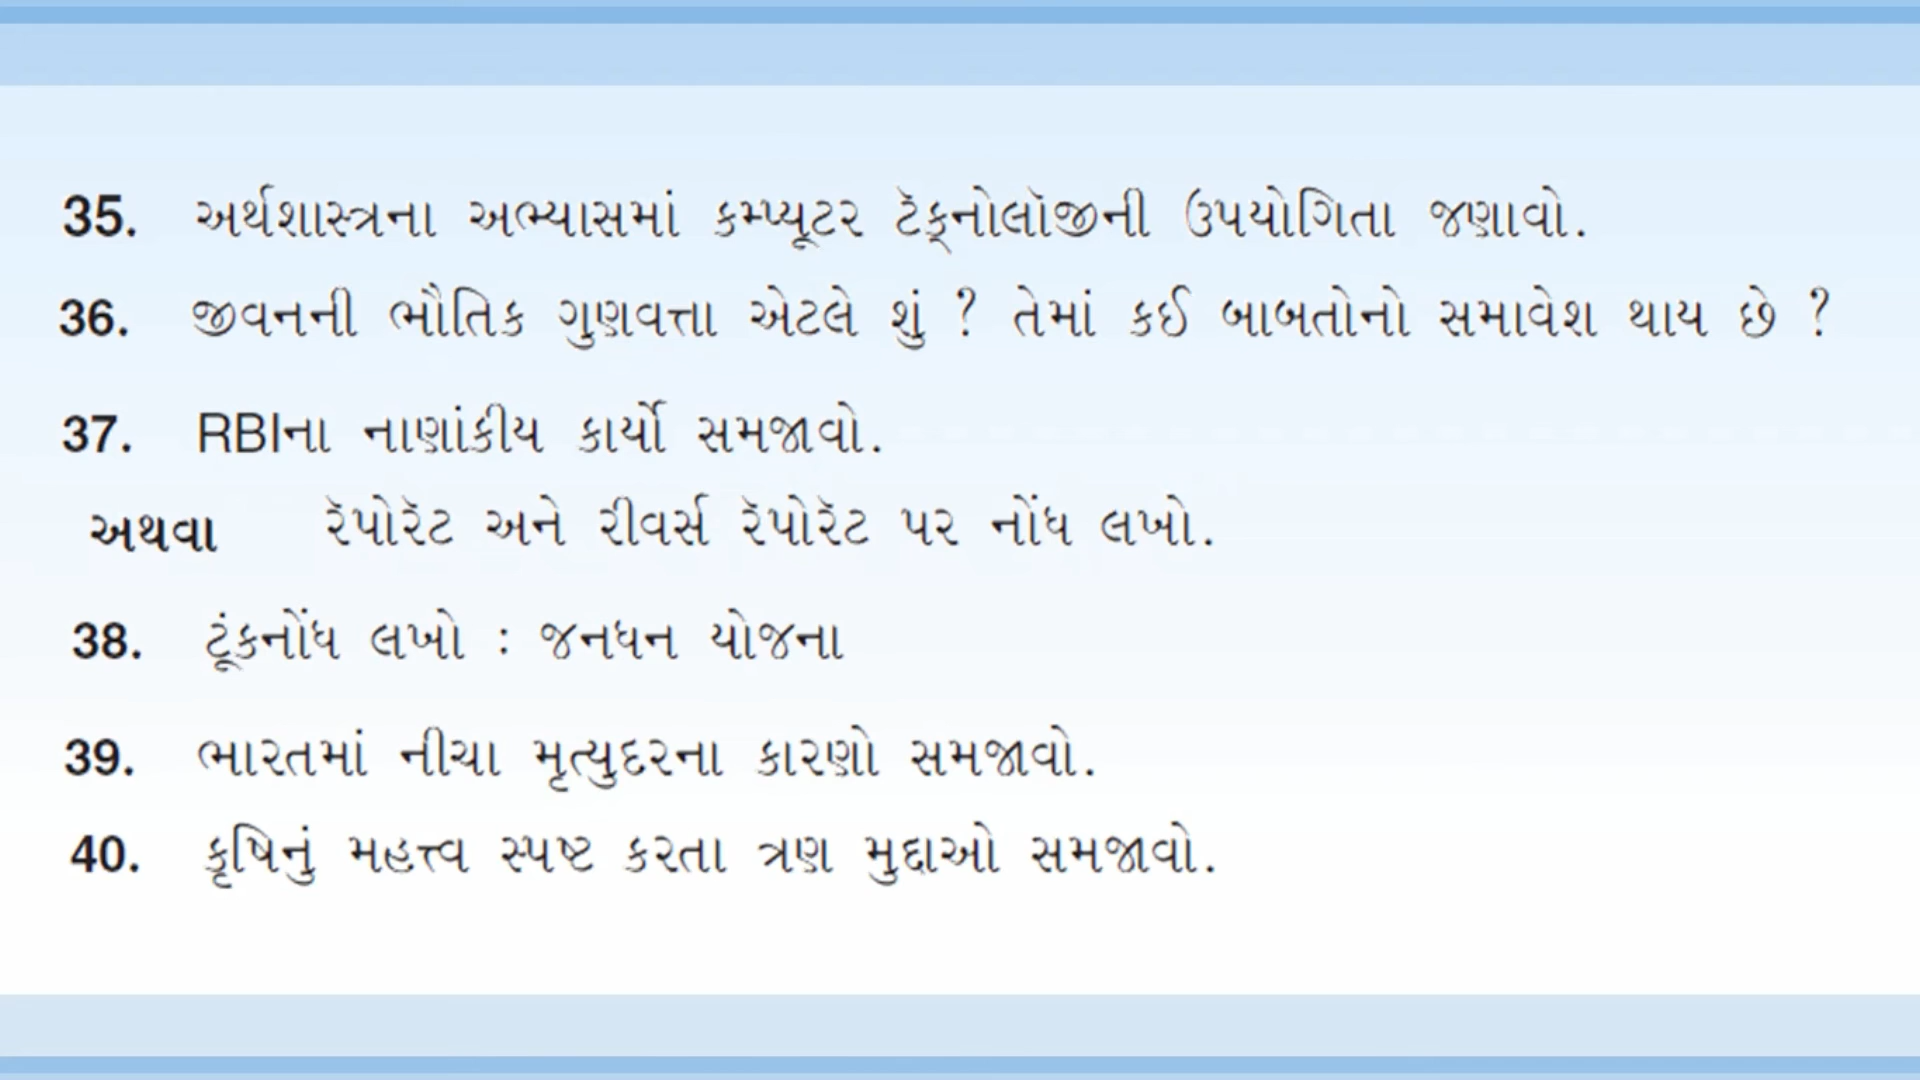 35. અર્થશાસ્ત્રના અભ્યાસમાં કમ્પ્યૂટર ટૅક્નોલૉજીની ઉપયોગિતા જણાવો.
36. જીવનની ભૌતિક ગુણવત્તા એટલે શું ? તેમાં કઈ બાબતોનો સમાવેશ થાય છે ?
37. RBIના નાણાંકીય કાર્યો સમજાવો.
અથવા રૅપોરૅટ અને રીવર્સ રૅપોરૅટ પર નોંધ લખો.
38. ટૂંકનોંધ લખો : જનધન યોજના
39. ભારતમાં નીચા મૃત્યુદરના કારણો સમજાવો.
40. કૃષિનું મહત્ત્વ સ્પષ્ટ કરતા ત્રણ મુદ્દાઓ સમજાવો.